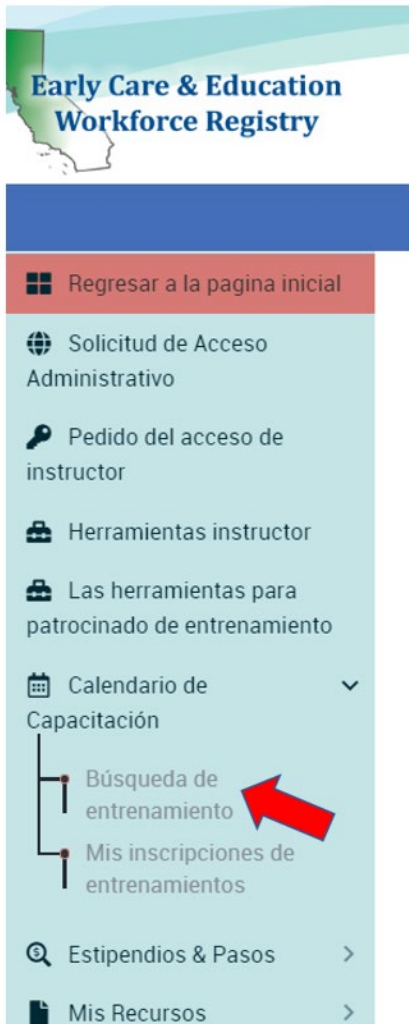 Early Care & Education
Workforce Registry
Regresar a la pagina inicial
Solicitud de Acceso
Administrativo
Pedido del acceso de
instructor
Herramientas instructor
Las herramientas para
patrocinado de entrenamiento
Calendario de
Capacitación
Búsqueda de
entrenamiento
Mis inscripciones de
entrenamientos
Estipendios & Pasos
Mis Recursos